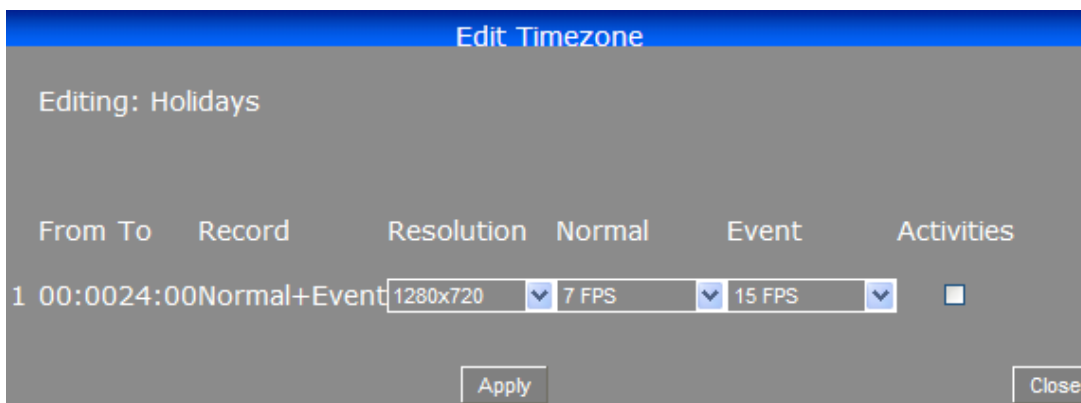 Edit Timezone
Editing: Holidays
From To Record Resolution Normal Event Activities
1 00:0024:00Normal+Event 1280x720 7 FPS 15 FPS
Apply Close